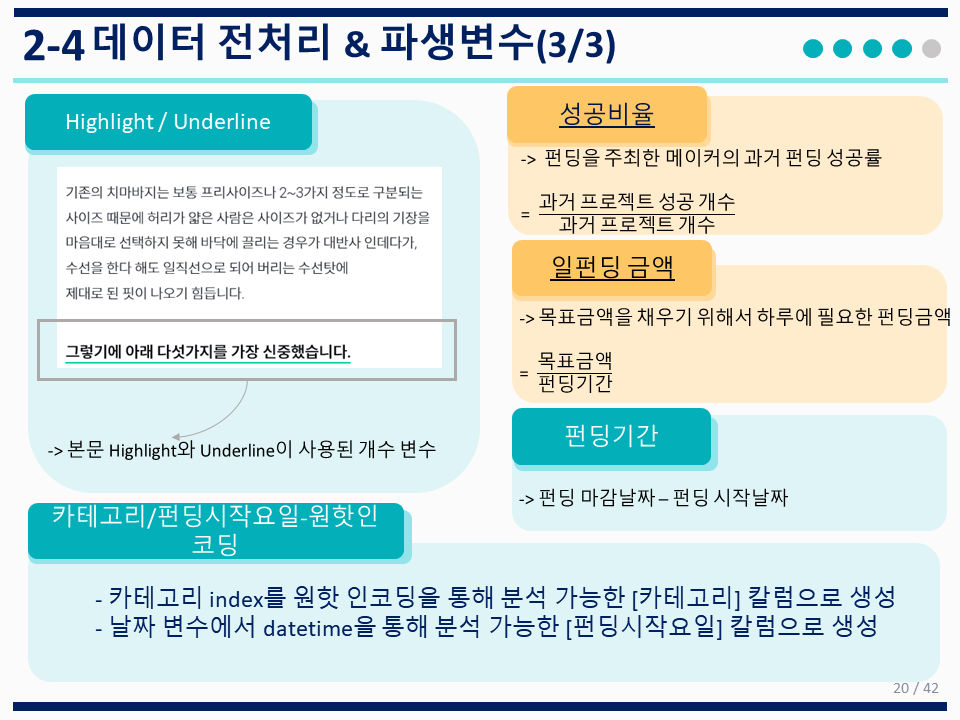 2-4 데이터 전처리 & 파생변수(3/3)
Highlight / Underline
기존의 치마바지는 보통 프리사이즈나 2~3가지 정도로 구분되는
사이즈 때문에 허리가 얇은 사람은 사이즈가 없거나 다리의 기장을
마음대로 선택하지 못해 바닥에 끌리는 경우가 대반사 인데다가,
수선을 한다 해도 일직선으로 되어 버리는 수선탓에
제대로 된 핏이 나오기 힘듭니다.
그렇기에 아래 다섯가지를 가장 신중했습니다.
-> 본문 Highlight와 Underline이 사용된 개수 변수
성공비율
-> 펀딩을 주최한 메이커의 과거 펀딩 성공률
= 과거 프로젝트 성공 개수
과거 프로젝트 개수
일펀딩 금액
-> 목표금액을 채우기 위해서 하루에 필요한 펀딩금액
= 목표금액
펀딩기간
펀딩기간
-> 펀딩 마감날짜 – 펀딩 시작날짜
카테고리/펀딩시작요일-원핫인
코딩
- 카테고리 index를 원핫 인코딩을 통해 분석 가능한 [카테고리] 칼럼으로 생성
- 날짜 변수에서 datetime을 통해 분석 가능한 [펀딩시작요일] 칼럼으로 생성
20 / 42